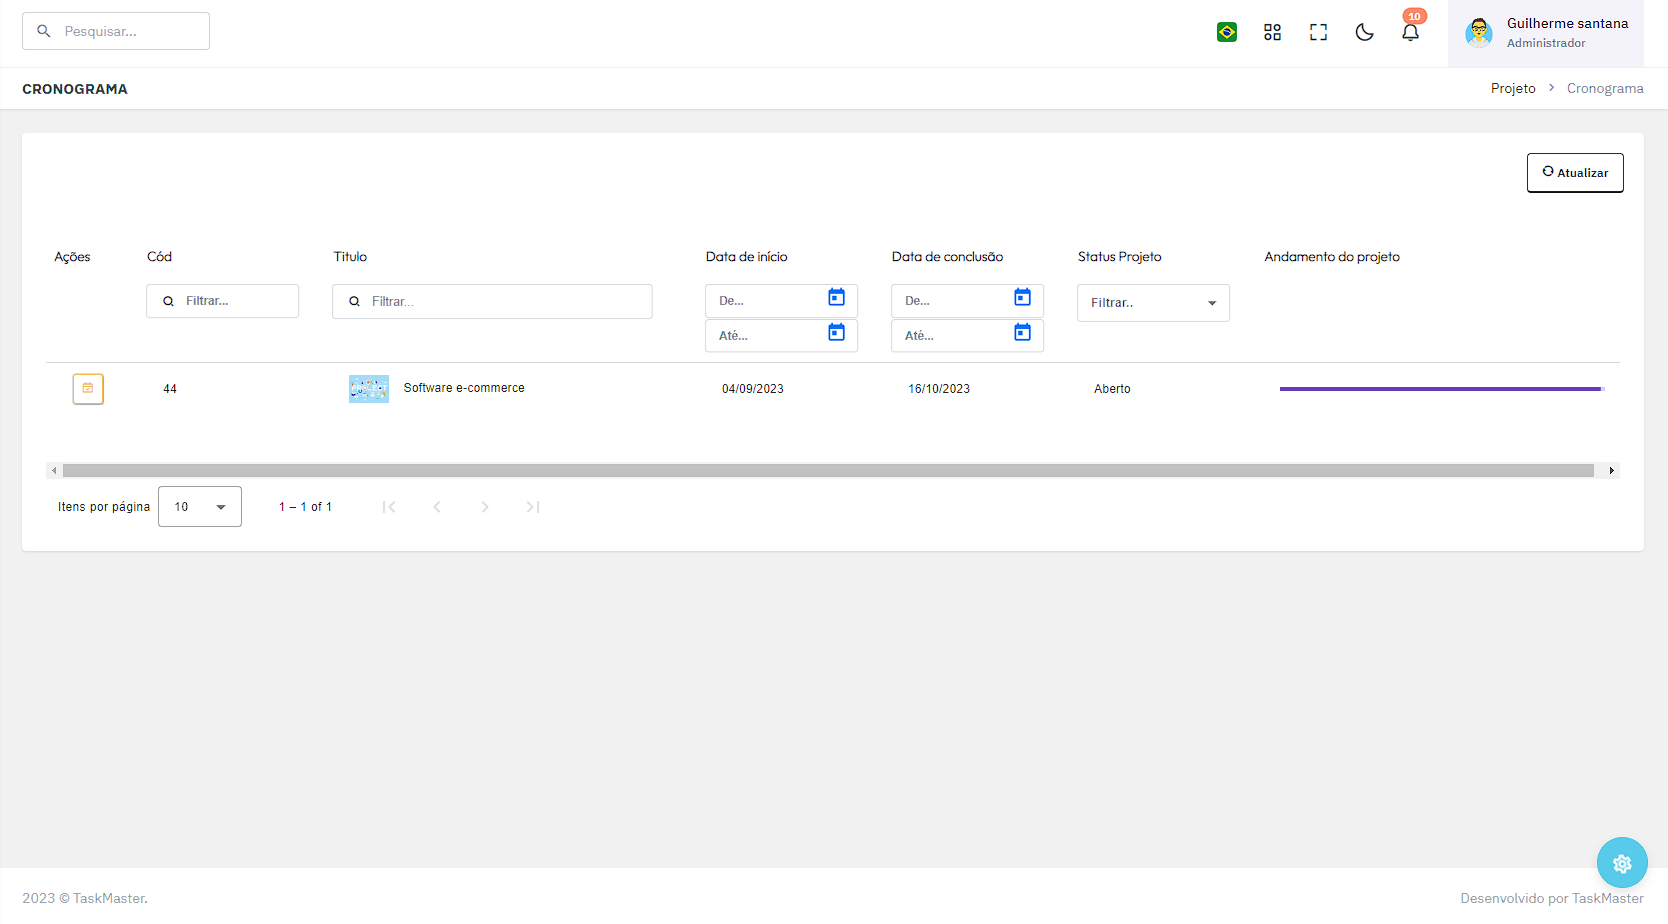 Pesquisar...
10
Guilherme santana
Administrador
CRONOGRAMA
Projeto > Cronograma
Atualizar
Ações Cód Titulo Data de início Data de conclusão Status Projeto Andamento do projeto
Filtrar... Filtrar... De... De... Filtrar..
Até... Até...
44 Software e-commerce 04/09/2023 16/10/2023 Aberto
Itens por página 10 1 – 1 of 1
2023 © TaskMaster. Desenvolvido por TaskMaster